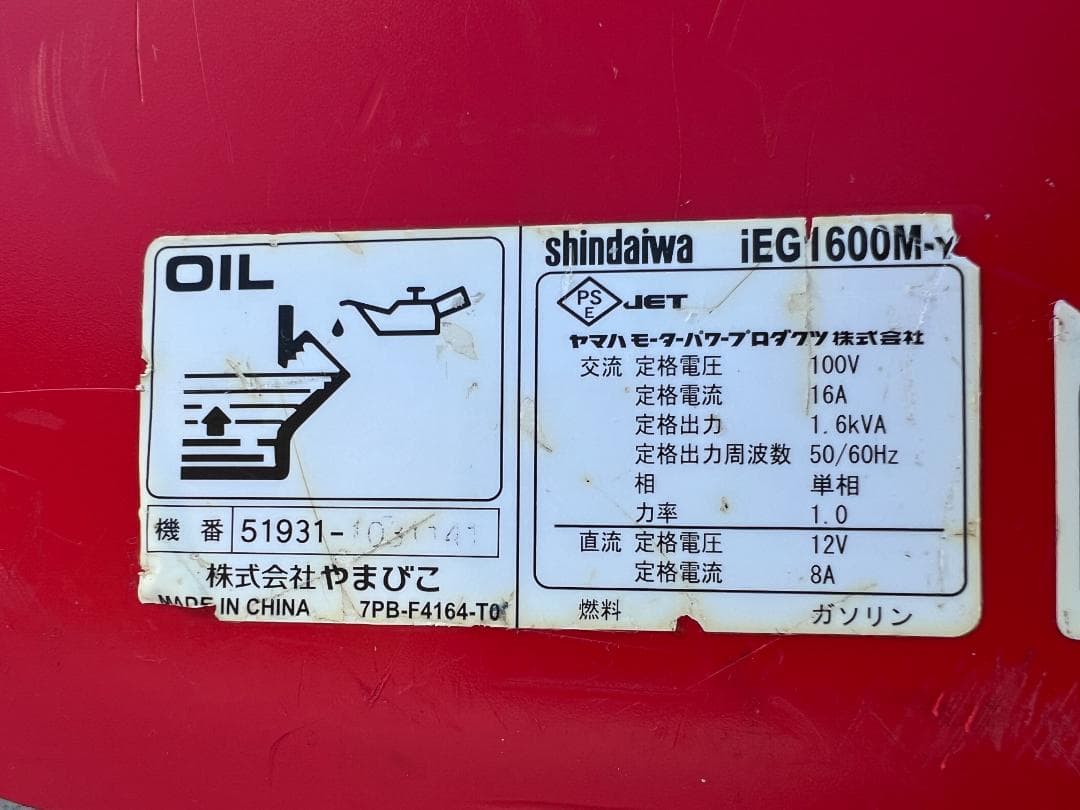 OIL
機番 51931-
株式会社やまびこ
MADE IN CHINA 7PB-F4164-T0
shindaiwa iEG1600M-Y
PS
E
JET
ヤマハモーターパワープロダクツ株式会社
交流 定格電圧 100V
定格電流 16A
定格出力 1.6kVA
定格出力周波数 50/60Hz
相 単相
力率 1.0
直流 定格電圧 12V
定格電流 8A
燃料 ガソリン